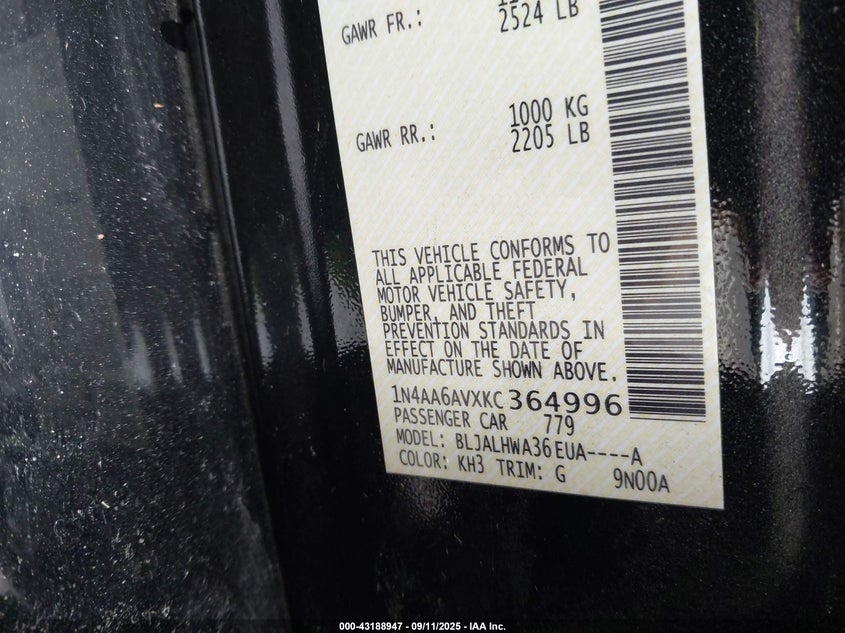 GAWR FR.:
2524 LB
1000 KG
GAWR RR.:
2205 LB
THIS VEHICLE CONFORMS TO
ALL APPLICABLE FEDERAL
MOTOR VEHICLE SAFETY,
BUMPER, AND THEFT
PREVENTION STANDARDS IN
EFFECT ON THE DATE OF
MANUFACTURE SHOWN ABOVE.
1N4AA6AVXKC364996
PASSENGER CAR 779
MODEL: BLJALHWA36EUA----A
COLOR: KH3 TRIM: G 9N00A
000-43188947 - 09/11/2025 - IAA Inc.